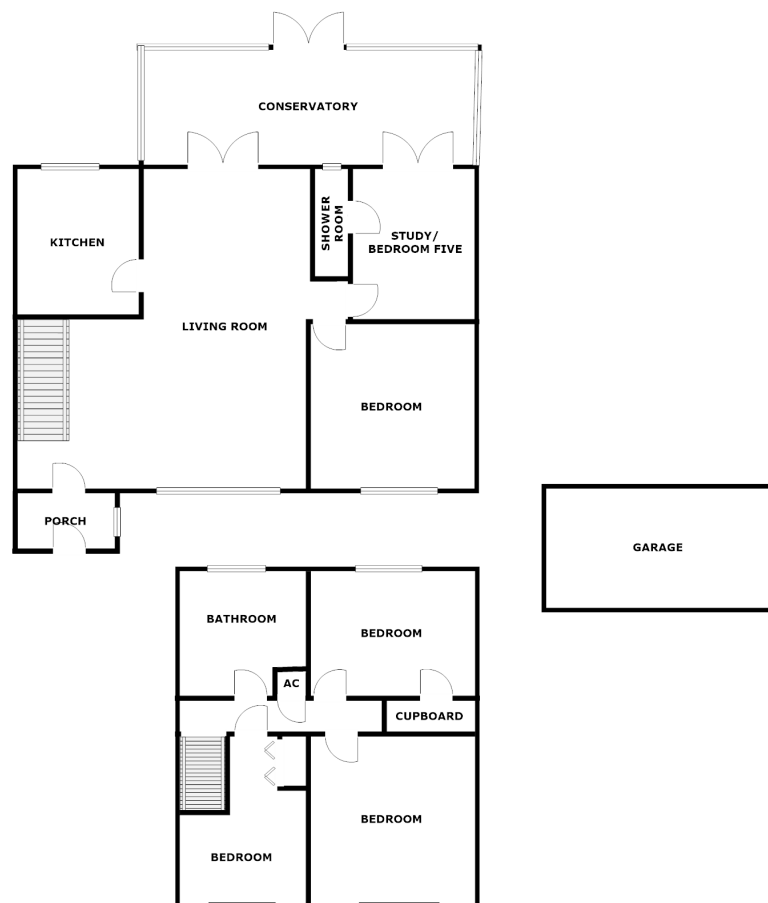 CONSERVATORY
KITCHEN
SHOWER
ROOM
STUDY/
BEDROOM FIVE
LIVING ROOM
BEDROOM
PORCH
GARAGE
BATHROOM
BEDROOM
AC
CUPBOARD
BEDROOM
BEDROOM